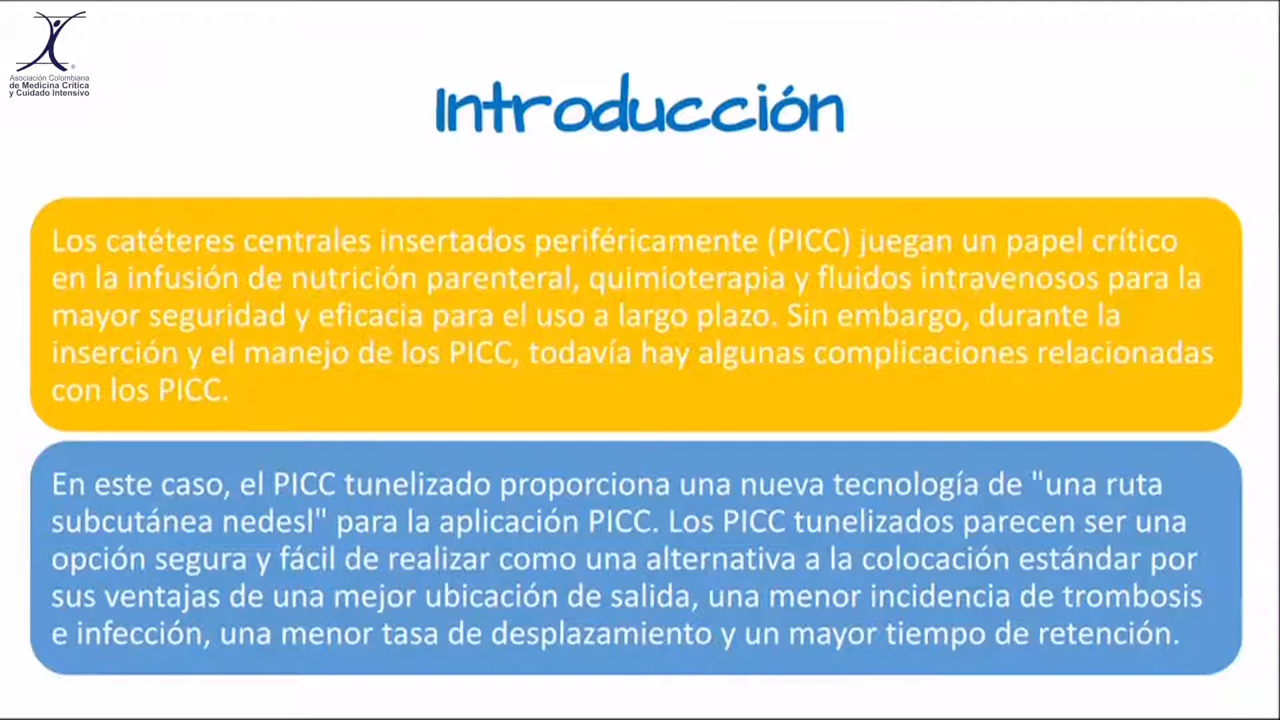 Asociación Colombiana
de Medicina Crítica
y Cuidado Intensivo
Introducción
Los catéteres centrales insertados periféricamente (PICC) juegan un papel crítico
en la infusión de nutrición parenteral, quimioterapia y fluidos intravenosos para la
mayor seguridad y eficacia para el uso a largo plazo. Sin embargo, durante la
inserción y el manejo de los PICC, todavía hay algunas complicaciones relacionadas
con los PICC.
En este caso, el PICC tunelizado proporciona una nueva tecnología de "una ruta
subcutánea nedesl" para la aplicación PICC. Los PICC tunelizados parecen ser una
opción segura y fácil de realizar como una alternativa a la colocación estándar por
sus ventajas de una mejor ubicación de salida, una menor incidencia de trombosis
e infección, una menor tasa de desplazamiento y un mayor tiempo de retención.